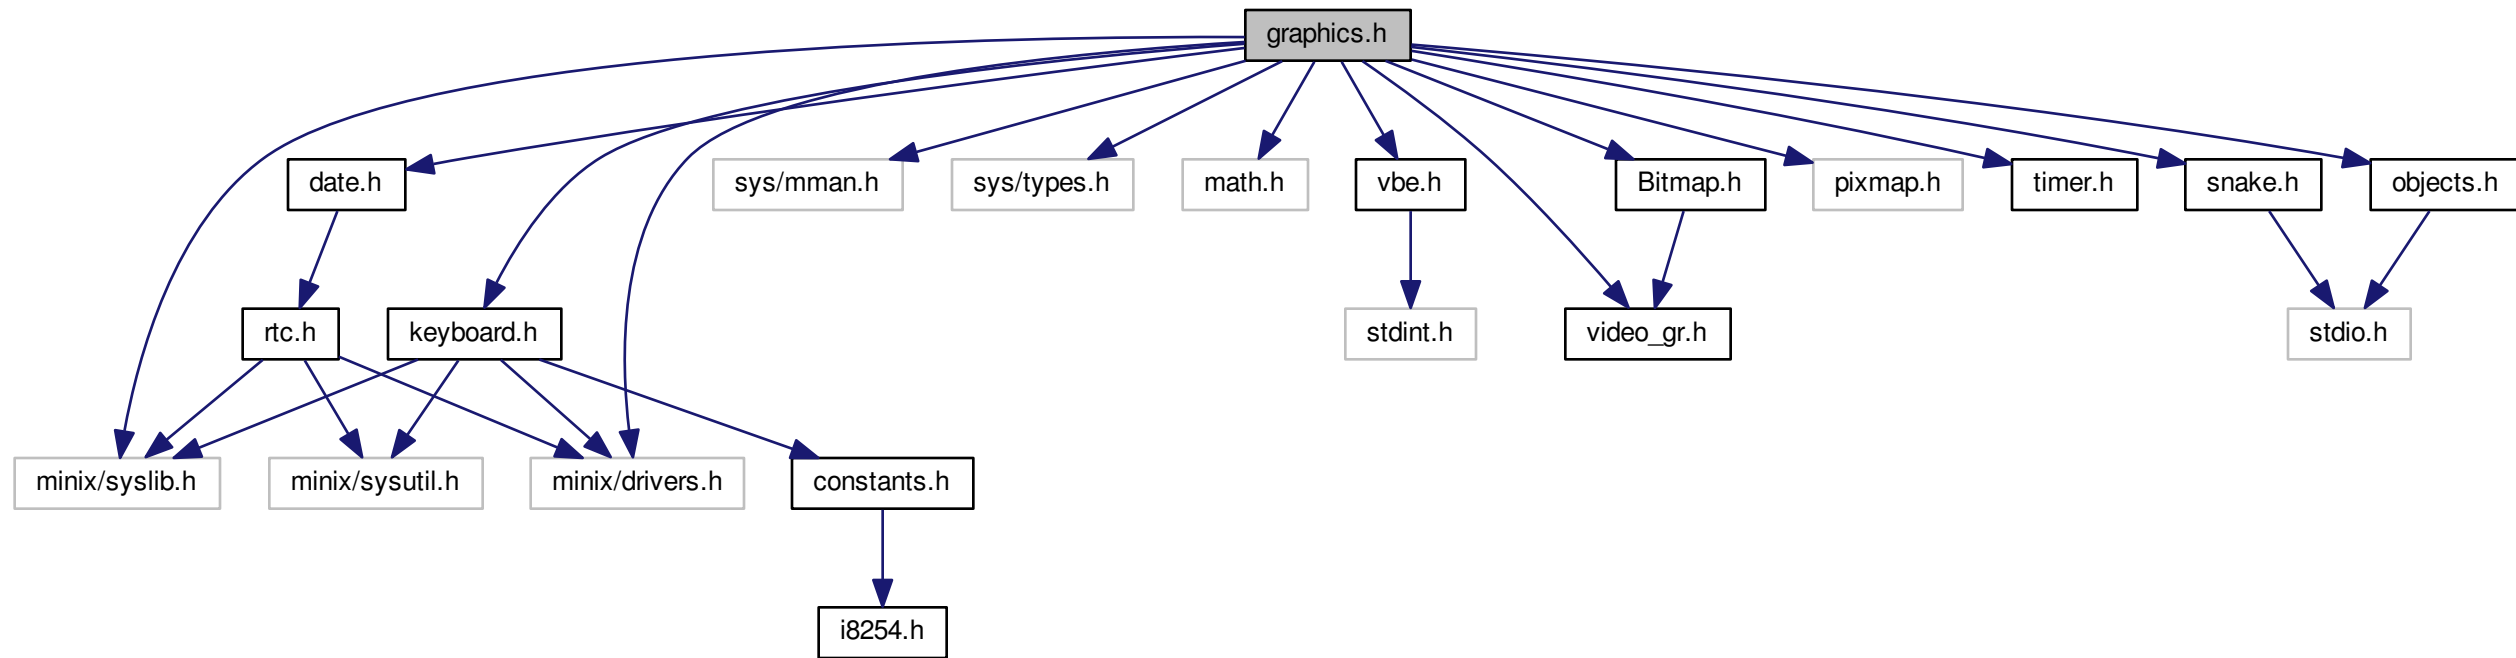 graphics.h
date.h
sys/mman.h
sys/types.h
math.h
vbe.h
Bitmap.h
pixmap.h
timer.h
snake.h
objects.h
rtc.h
keyboard.h
stdint.h
video_gr.h
stdio.h
minix/syslib.h
minix/sysutil.h
minix/drivers.h
constants.h
i8254.h